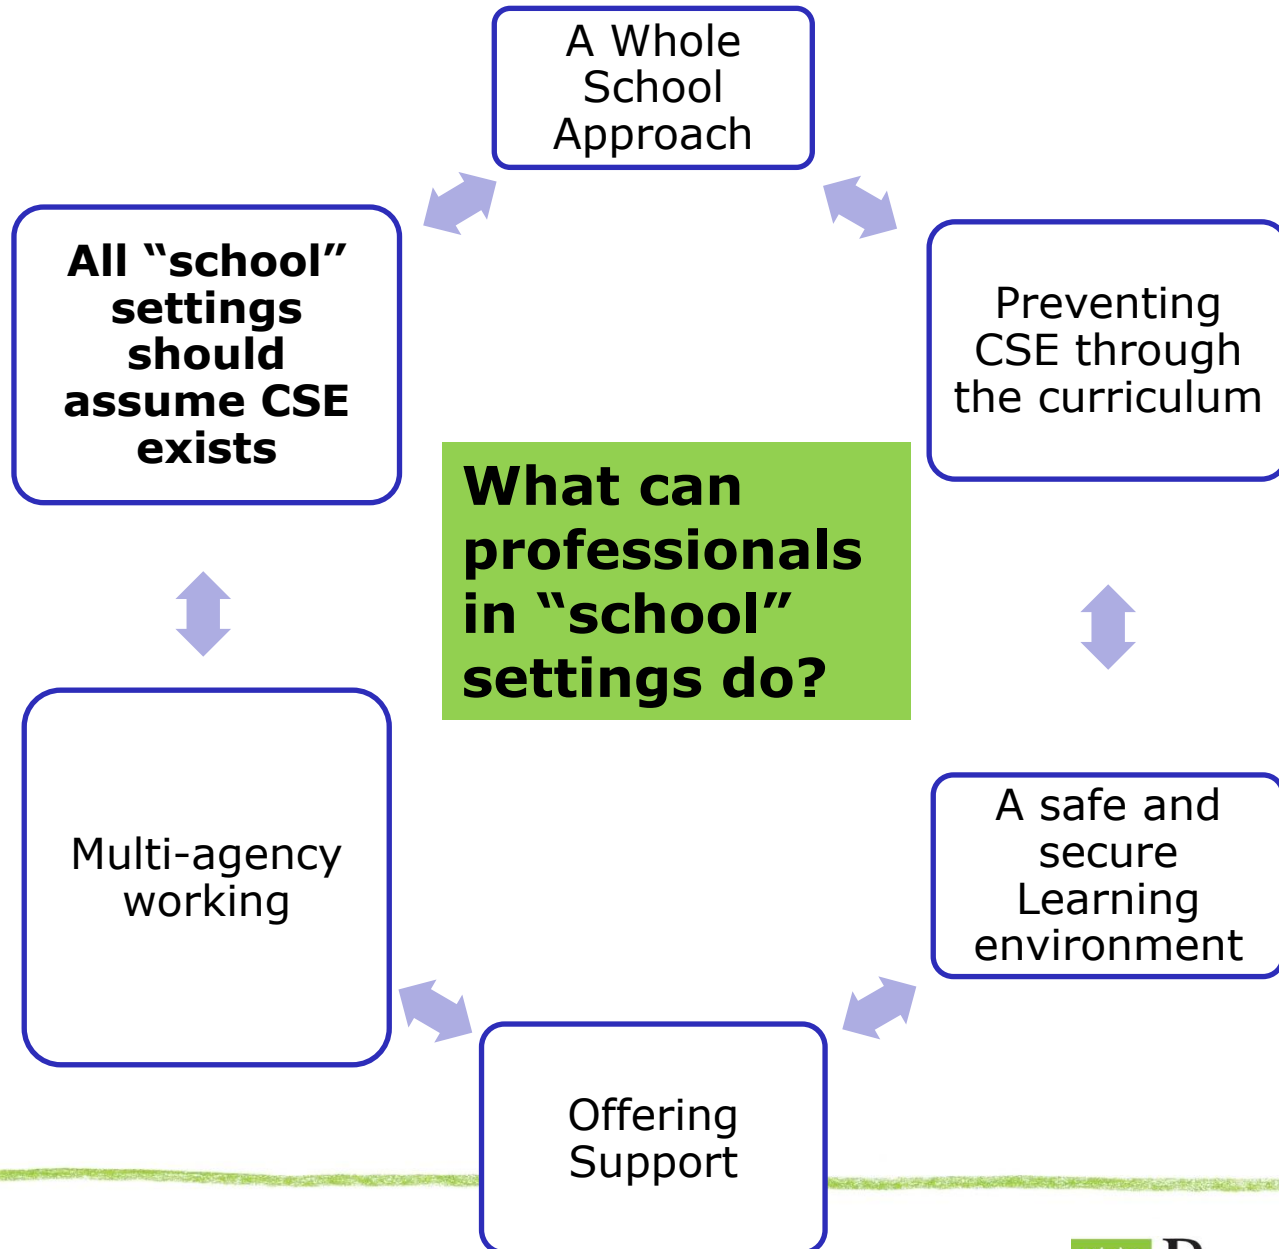 A Whole
School
Approach
All “school”
settings
should
assume CSE
exists
Preventing
CSE through
the curriculum
What can
professionals
in “school”
settings do?
Multi-agency
working
A safe and
secure
Learning
environment
Offering
Support